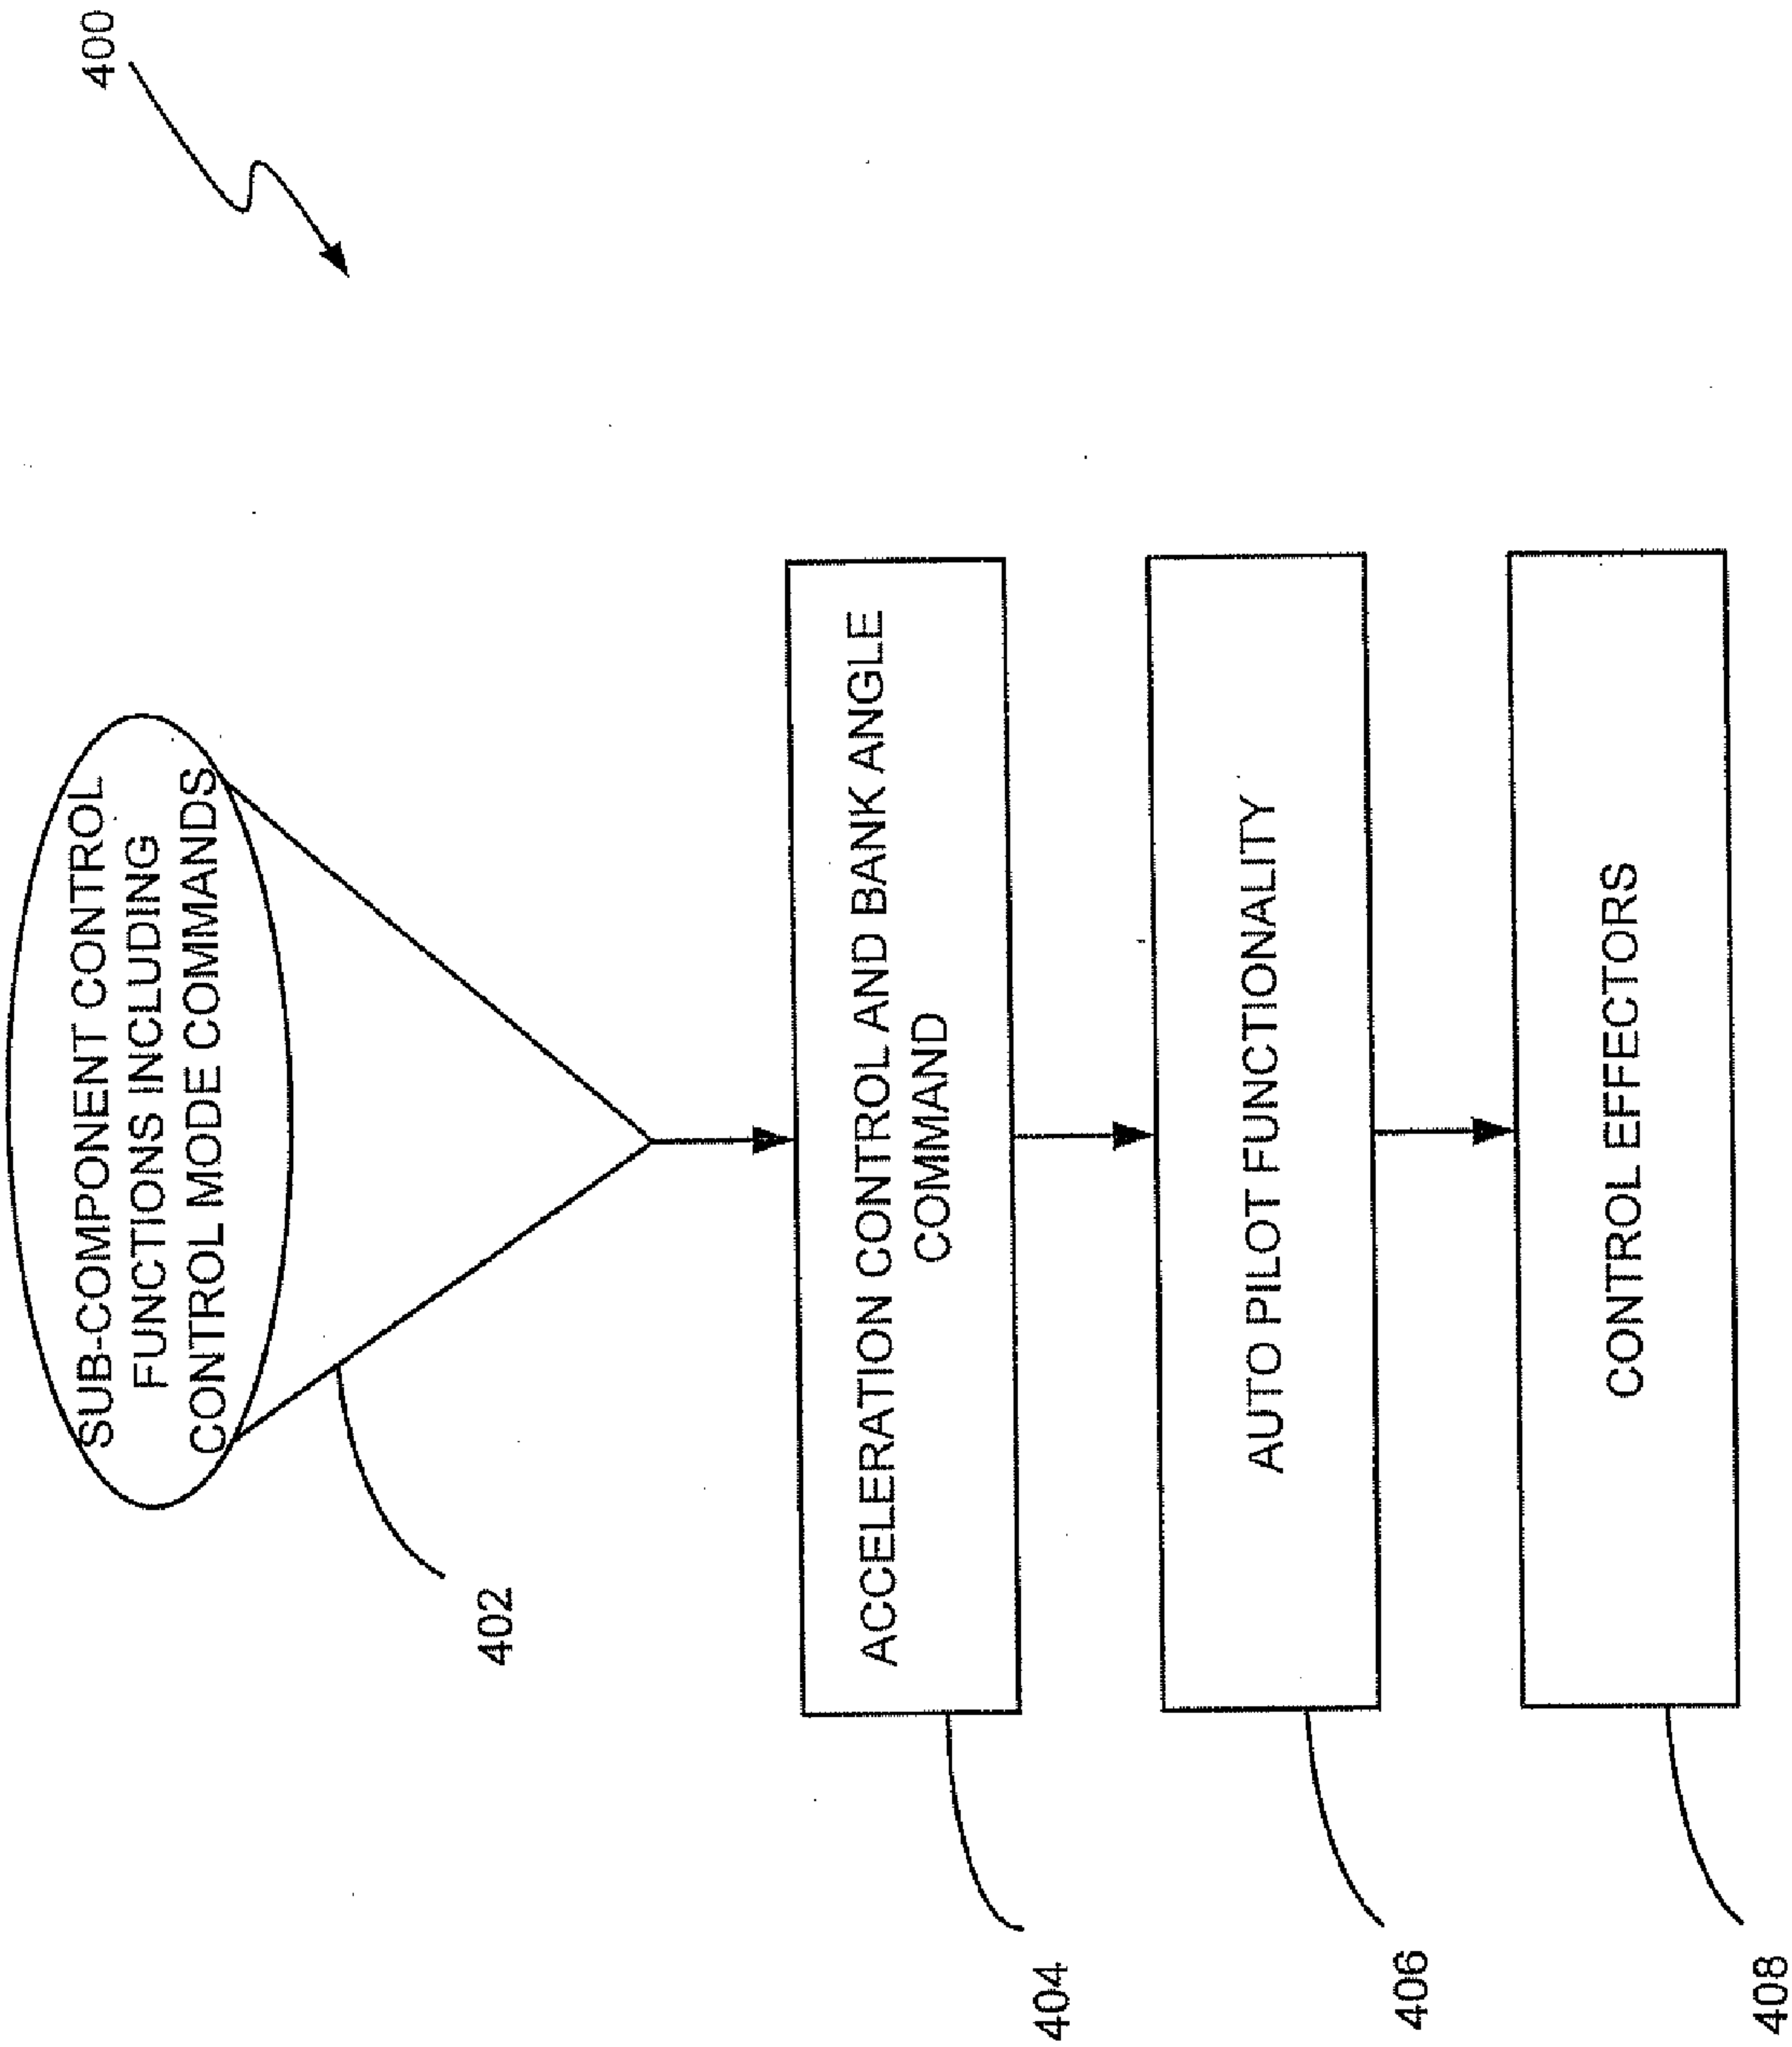 400
SUB-COMPONENT CONTROL
FUNCTIONS INCLUDING
CONTROL MODE COMMANDS
402
ACCELERATION CONTROL AND BANK ANGLE
COMMAND
404
AUTO PILOT FUNCTIONALITY
406
CONTROL EFFECTORS
408